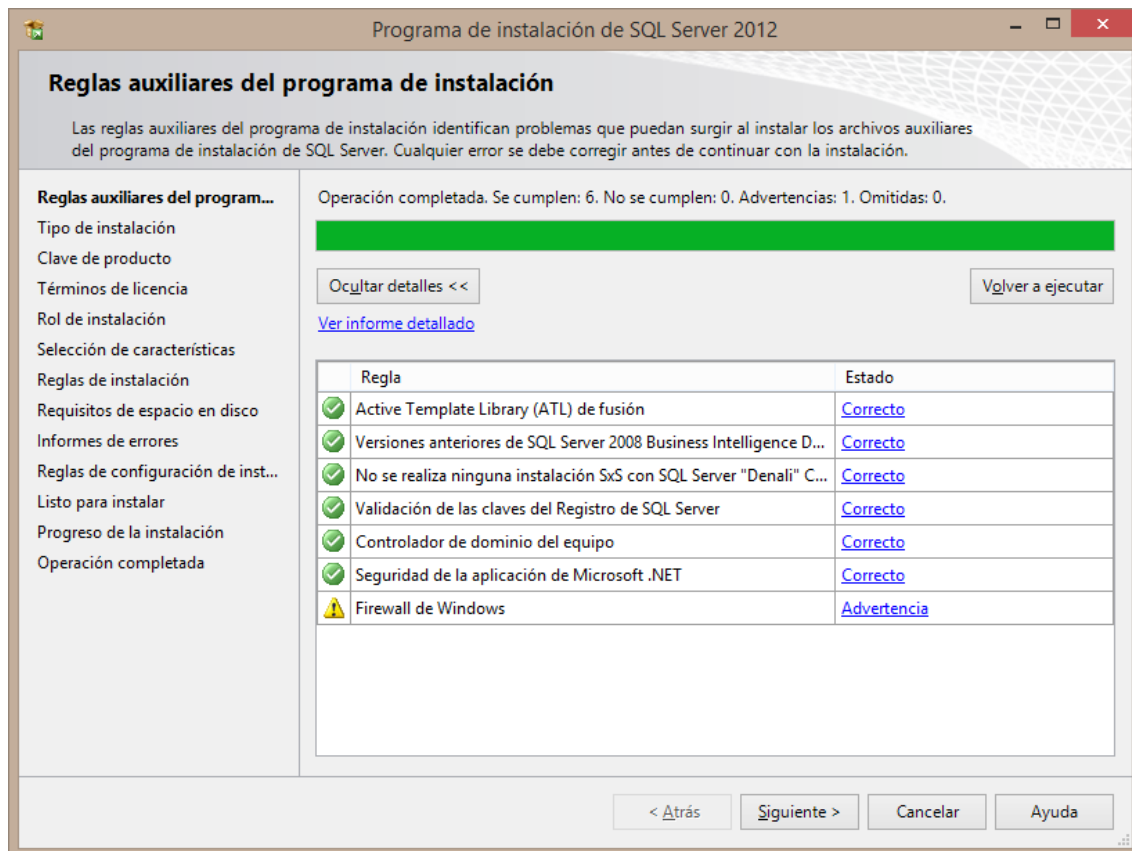 Programa de instalación de SQL Server 2012
Reglas auxiliares del programa de instalación
Las reglas auxiliares del programa de instalación identifican problemas que puedan surgir al instalar los archivos auxiliares
del programa de instalación de SQL Server. Cualquier error se debe corregir antes de continuar con la instalación.
Reglas auxiliares del program...
Tipo de instalación
Clave de producto
Términos de licencia
Rol de instalación
Selección de características
Reglas de instalación
Requisitos de espacio en disco
Informes de errores
Reglas de configuración de inst...
Listo para instalar
Progreso de la instalación
Operación completada
Operación completada. Se cumplen: 6. No se cumplen: 0. Advertencias: 1. Omitidas: 0.
Ocultar detalles <<
Volver a ejecutar
Ver informe detallado
Regla Estado
Active Template Library (ATL) de fusión Correcto
Versiones anteriores de SQL Server 2008 Business Intelligence D... Correcto
No se realiza ninguna instalación SxS con SQL Server "Denali" C... Correcto
Validación de las claves del Registro de SQL Server Correcto
Controlador de dominio del equipo Correcto
Seguridad de la aplicación de Microsoft .NET Correcto
Firewall de Windows Advertencia
< Atrás Siguiente > Cancelar Ayuda